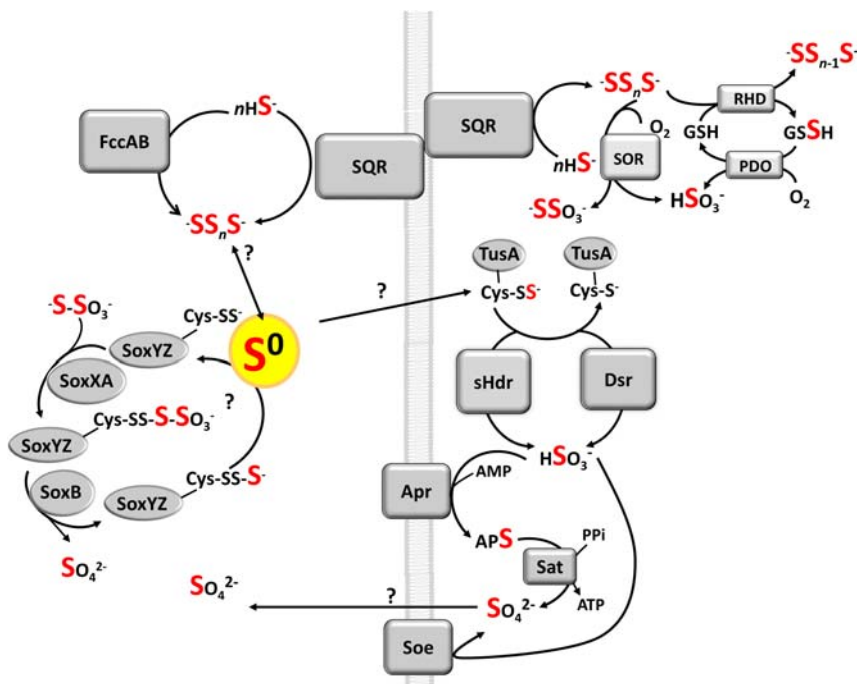 FccAB
nHS-
SQR
-SSnS-
?
SQR
nHS-
-SSnS-
O2
SOR
-SSO3-
RHD
-SSn-1S-
GSH
GSSH
PDO
HSO3-
O2
S0
?
TusA
Cys-SS-
TusA
Cys-S-
sHdr
Dsr
HSO3-
-S-SO3-
Cys-SS-
SoxYZ
SoxXA
?
Cys-SS-S-SO3-
SoxYZ
SoxB
Cys-SS-S-
SoxYZ
SO42-
Apr
AMP
APS
PPi
Sat
ATP
SO42-
?
SO42-
Soe